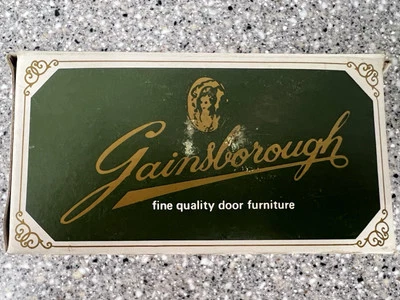 Gainsborough
fine quality door furniture